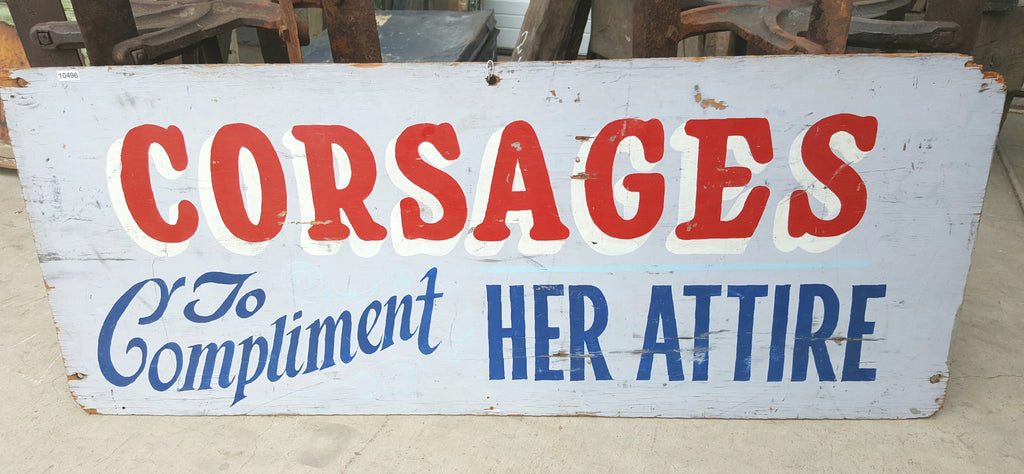 10496
CORSAGES
To
Compliment HER ATTIRE